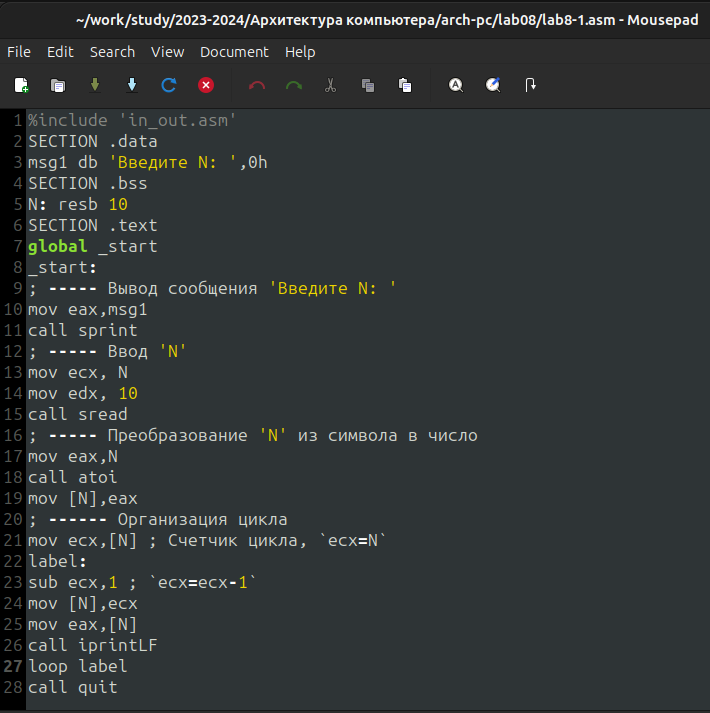 ~/work/study/2023-2024/Архитектура компьютера/arch-pc/lab08/lab8-1.asm - Mousepad
File Edit Search View Document Help
1 %include 'in_out.asm'
2 SECTION .data
3 msg1 db 'Введите N: ',0h
4 SECTION .bss
5 N: resb 10
6 SECTION .text
7 global _start
8 _start:
9 ; ----- Вывод сообщения 'Введите N: '
10 mov eax,msg1
11 call sprint
12 ; ----- Ввод 'N'
13 mov ecx, N
14 mov edx, 10
15 call sread
16 ; ----- Преобразование 'N' из символа в число
17 mov eax,N
18 call atoi
19 mov [N],eax
20 ; ------ Организация цикла
21 mov ecx,[N] ; Счетчик цикла, `ecx=N`
22 label:
23 sub ecx,1 ; `ecx=ecx-1`
24 mov [N],ecx
25 mov eax,[N]
26 call iprintLF
27 loop label
28 call quit